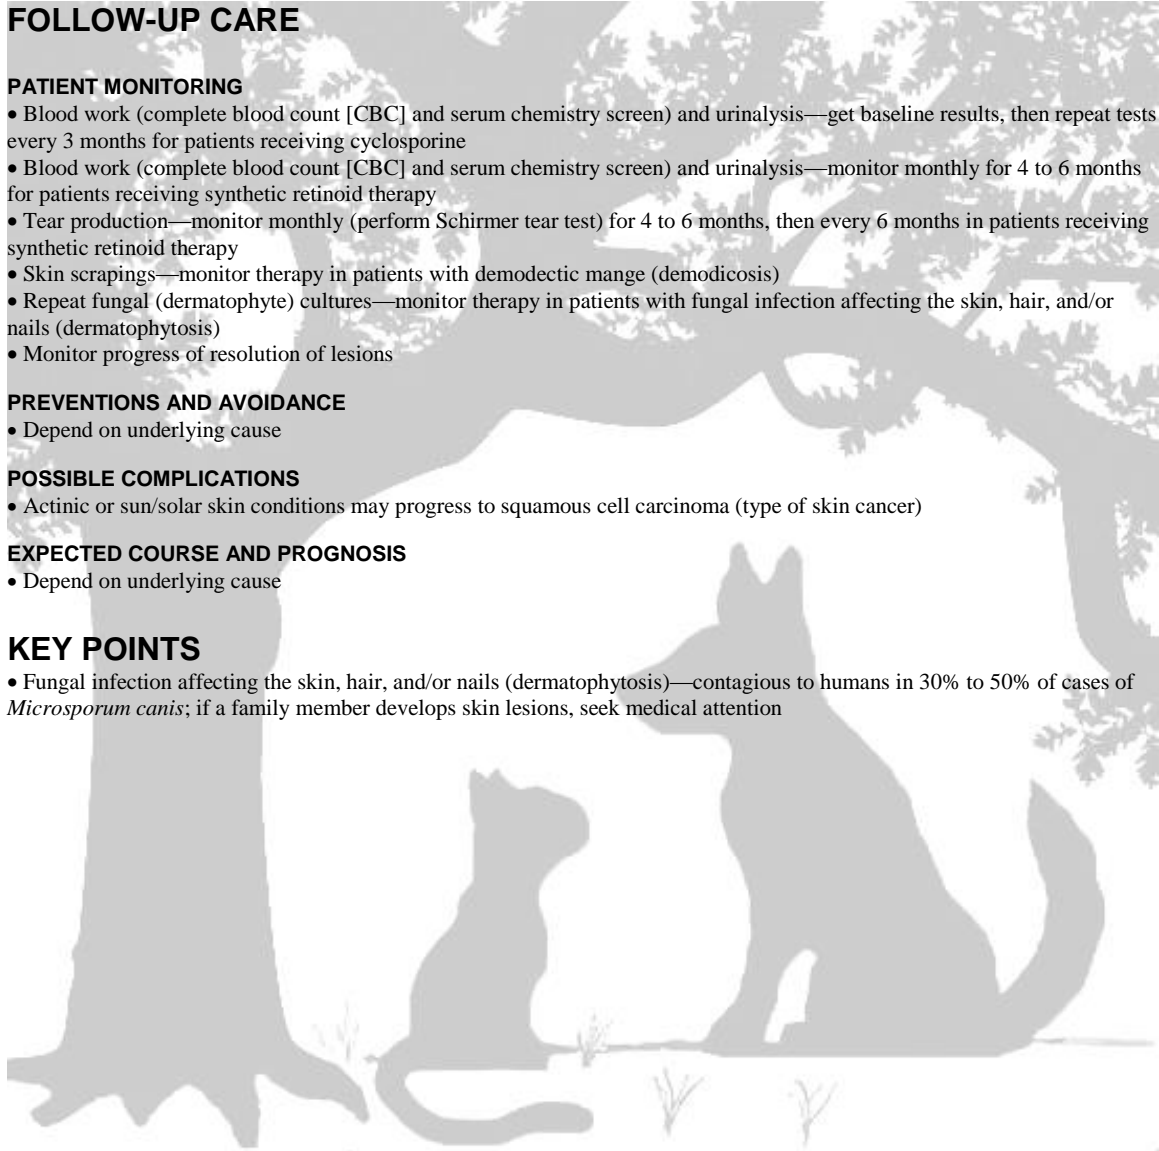 FOLLOW-UP CARE
PATIENT MONITORING
• Blood work (complete blood count [CBC] and serum chemistry screen) and urinalysis—get baseline results, then repeat tests
every 3 months for patients receiving cyclosporine
• Blood work (complete blood count [CBC] and serum chemistry screen) and urinalysis—monitor monthly for 4 to 6 months
for patients receiving synthetic retinoid therapy
• Tear production—monitor monthly (perform Schirmer tear test) for 4 to 6 months, then every 6 months in patients receiving
synthetic retinoid therapy
• Skin scrapings—monitor therapy in patients with demodectic mange (demodicosis)
• Repeat fungal (dermatophyte) cultures—monitor therapy in patients with fungal infection affecting the skin, hair, and/or
nails (dermatophytosis)
• Monitor progress of resolution of lesions
PREVENTIONS AND AVOIDANCE
• Depend on underlying cause
POSSIBLE COMPLICATIONS
• Actinic or sun/solar skin conditions may progress to squamous cell carcinoma (type of skin cancer)
EXPECTED COURSE AND PROGNOSIS
• Depend on underlying cause
KEY POINTS
• Fungal infection affecting the skin, hair, and/or nails (dermatophytosis)—contagious to humans in 30% to 50% of cases of
Microsporum canis; if a family member develops skin lesions, seek medical attention